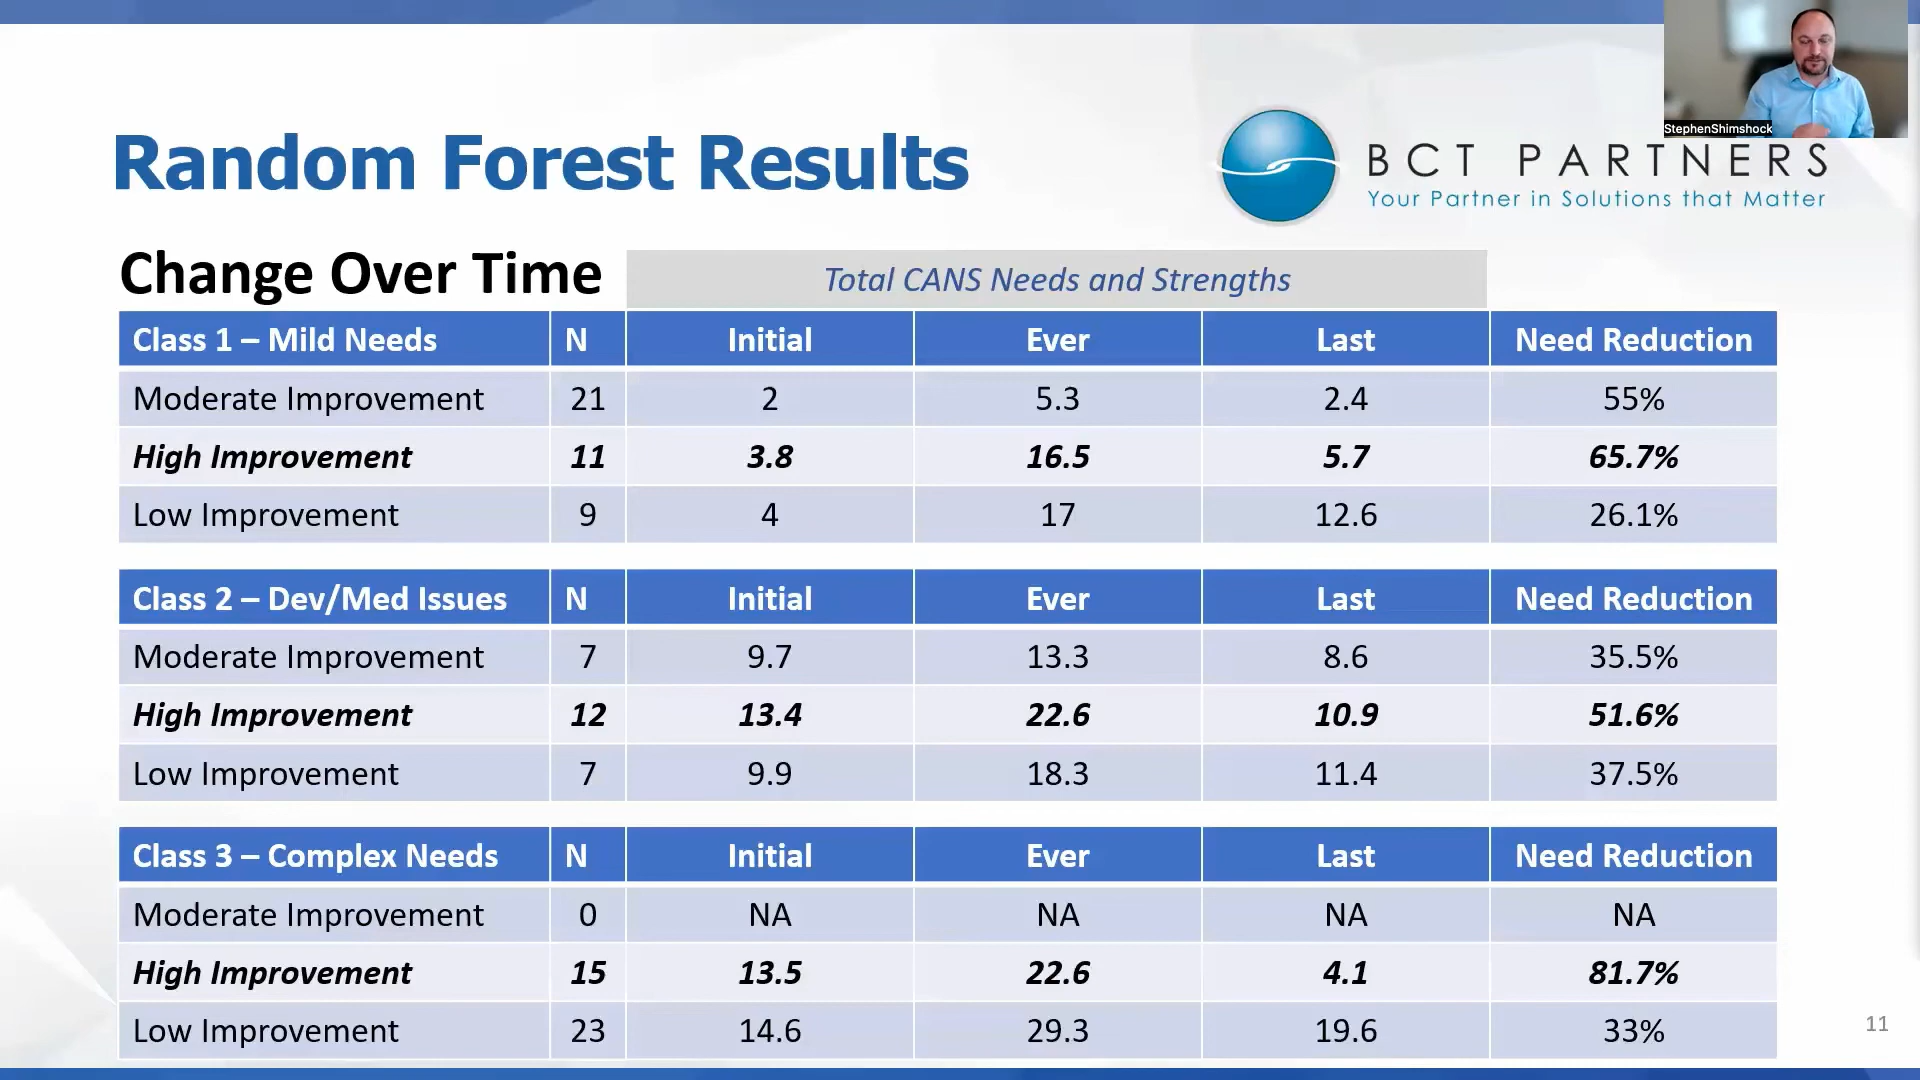 StephenShimshock
Random Forest Results
BCT PARTNERS
Your Partner in Solutions that Matter
Change Over Time
Total CANS Needs and Strengths
Class 1 – Mild Needs N Initial Ever Last Need Reduction
Moderate Improvement 21 2 5.3 2.4 55%
High Improvement 11 3.8 16.5 5.7 65.7%
Low Improvement 9 4 17 12.6 26.1%
Class 2 – Dev/Med Issues N Initial Ever Last Need Reduction
Moderate Improvement 7 9.7 13.3 8.6 35.5%
High Improvement 12 13.4 22.6 10.9 51.6%
Low Improvement 7 9.9 18.3 11.4 37.5%
Class 3 – Complex Needs N Initial Ever Last Need Reduction
Moderate Improvement 0 NA NA NA NA
High Improvement 15 13.5 22.6 4.1 81.7%
Low Improvement 23 14.6 29.3 19.6 33%
11